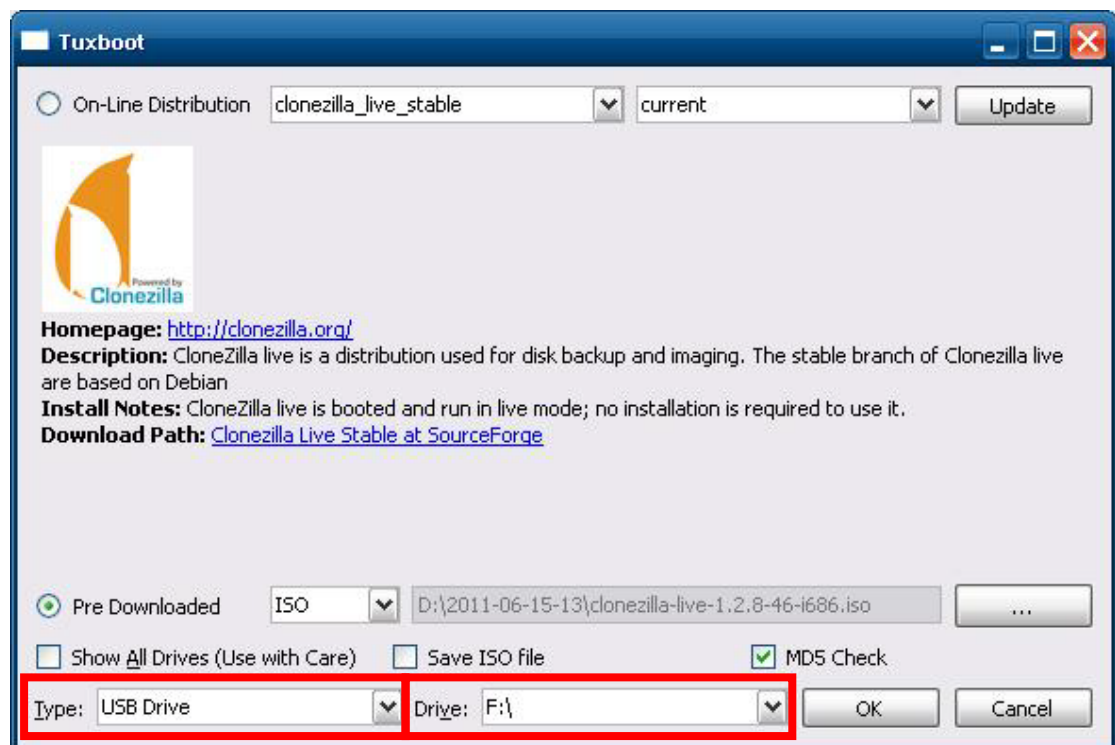 Tuxboot
On-Line Distribution clonezilla_live_stable current Update
Powered by
Clonezilla
Homepage: http://clonezilla.org/
Description: CloneZilla live is a distribution used for disk backup and imaging. The stable branch of Clonezilla live
are based on Debian
Install Notes: CloneZilla live is booted and run in live mode; no installation is required to use it.
Download Path: Clonezilla Live Stable at SourceForge
Pre Downloaded ISO D:\2011-06-15-13\clonezilla-live-1.2.8-46-i686.iso ...
Show All Drives (Use with Care) Save ISO file MD5 Check
Type: USB Drive Drive: F:\ OK Cancel